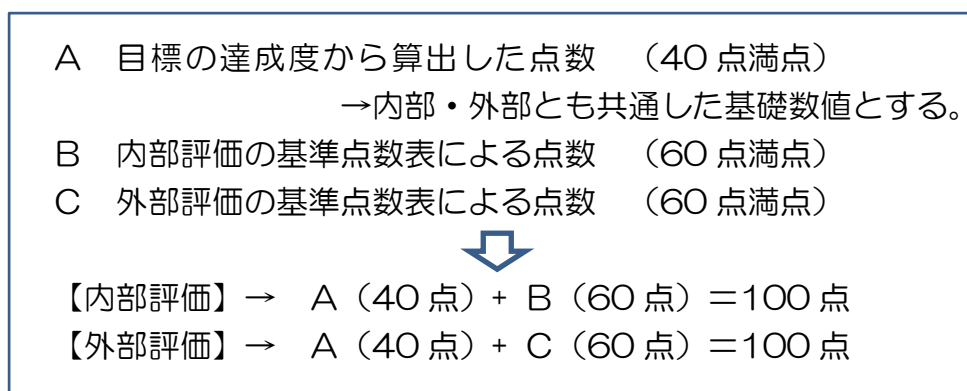 A 目標の達成度から算出した点数 （40 点満点）
→内部・外部とも共通した基礎数値とする。
B 内部評価の基準点数表による点数 （60 点満点）
C 外部評価の基準点数表による点数 （60 点満点）
【内部評価】→ A（40 点）+ B（60 点）＝100 点
【外部評価】→ A（40 点）+ C（60 点）＝100 点